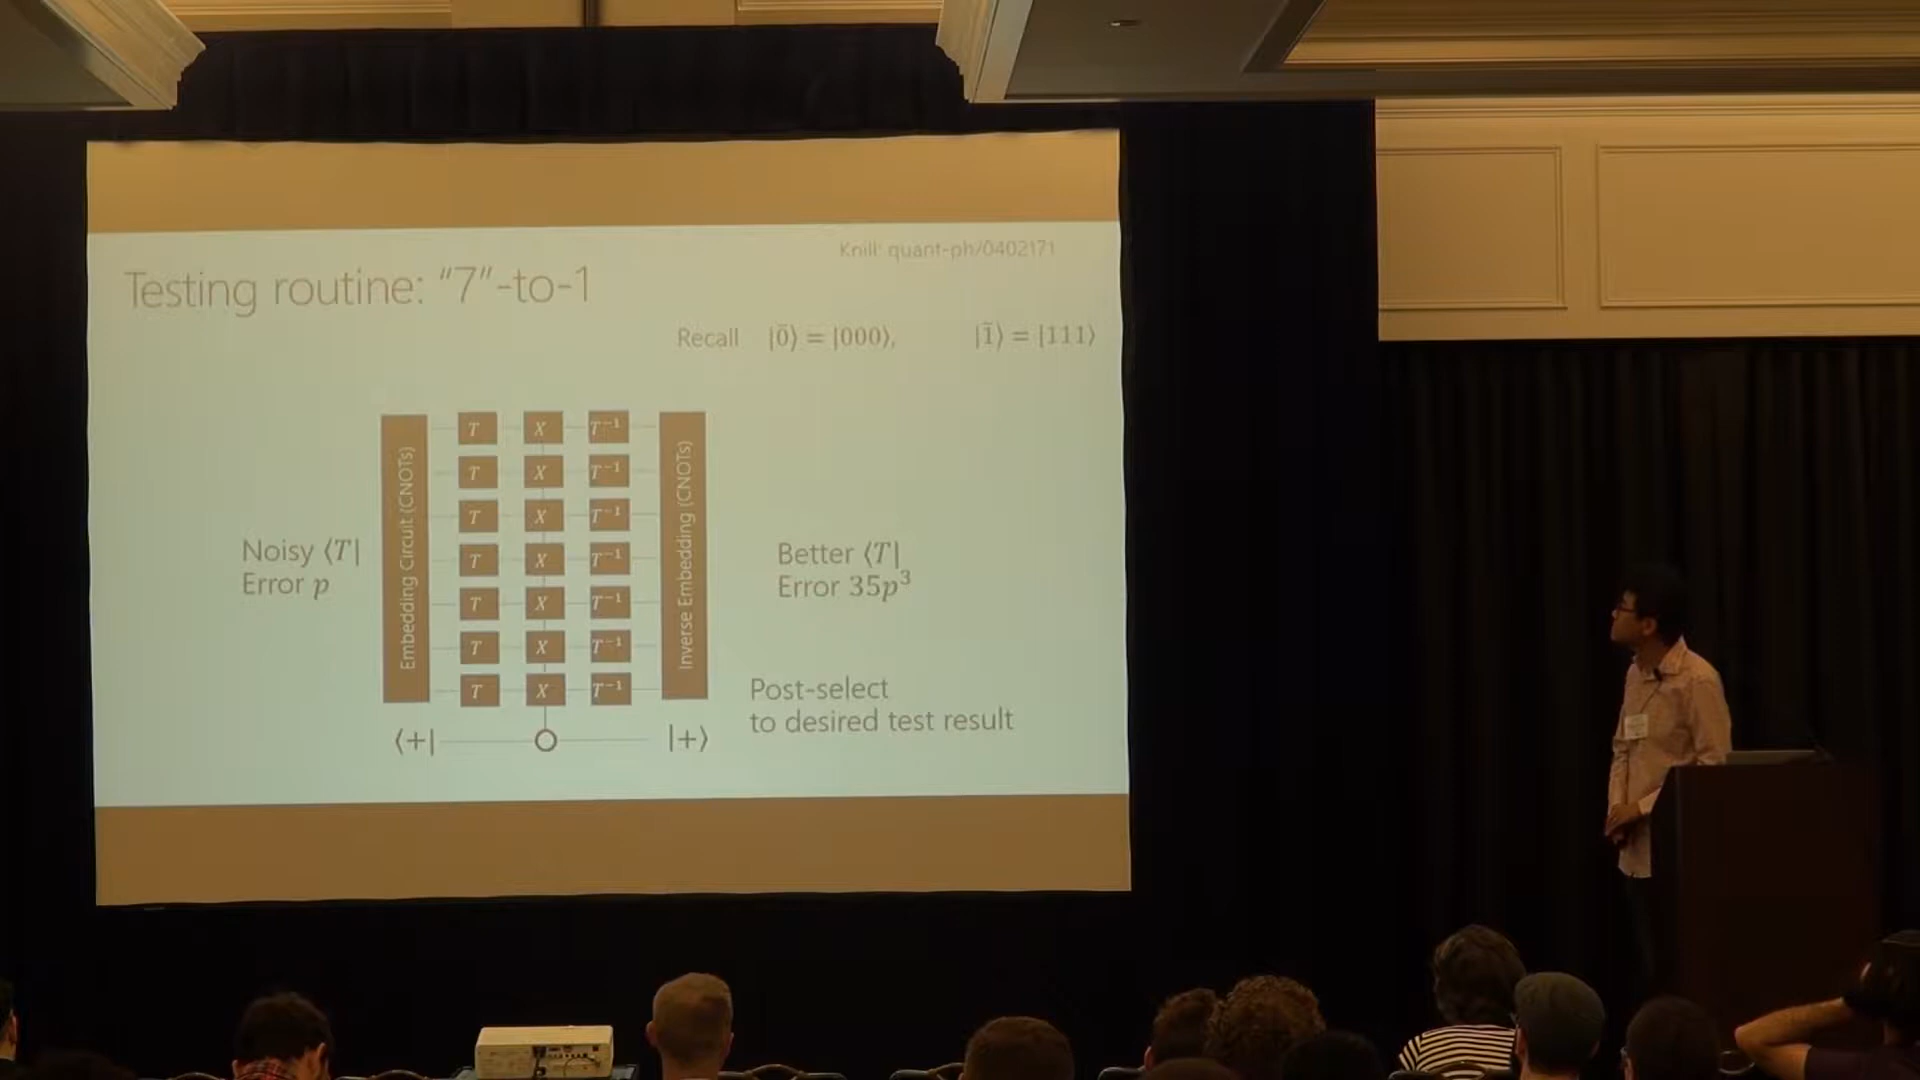 Knill: quant-ph/0402171
Testing routine: "7"-to-1
Recall |0̄⟩ = |000⟩, |1̄⟩ = |111⟩
T X T⁻¹
T X T⁻¹
T X T⁻¹
T X T⁻¹
T X T⁻¹
T X T⁻¹
T X T⁻¹
Embedding Circuit (CNOTs)
Inverse Embedding (CNOTs)
Noisy ⟨T|
Error p
Better ⟨T|
Error 35p³
Post-select
to desired test result
⟨+| |+⟩